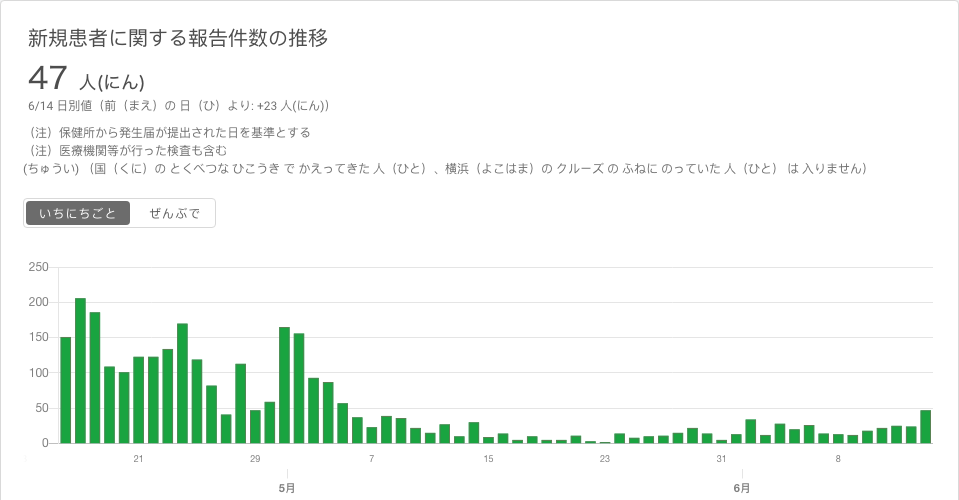 新規患者に関する報告件数の推移
47 人(にん)
6/14 日別値（前（まえ）の 日（ひ）より: +23 人(にん)）
（注）保健所から発生届が提出された日を基準とする
（注）医療機関等が行った検査も含む
(ちゅうい) （国（くに）の とくべつな ひこうき で かえってきた 人（ひと）、横浜（よこはま）の クルーズ の ふねに のっていた 人（ひと） は 入りません）
いちにちごと ぜんぶで
250
200
150
100
50
0
21 29 7 15 23 31 8
5月 6月